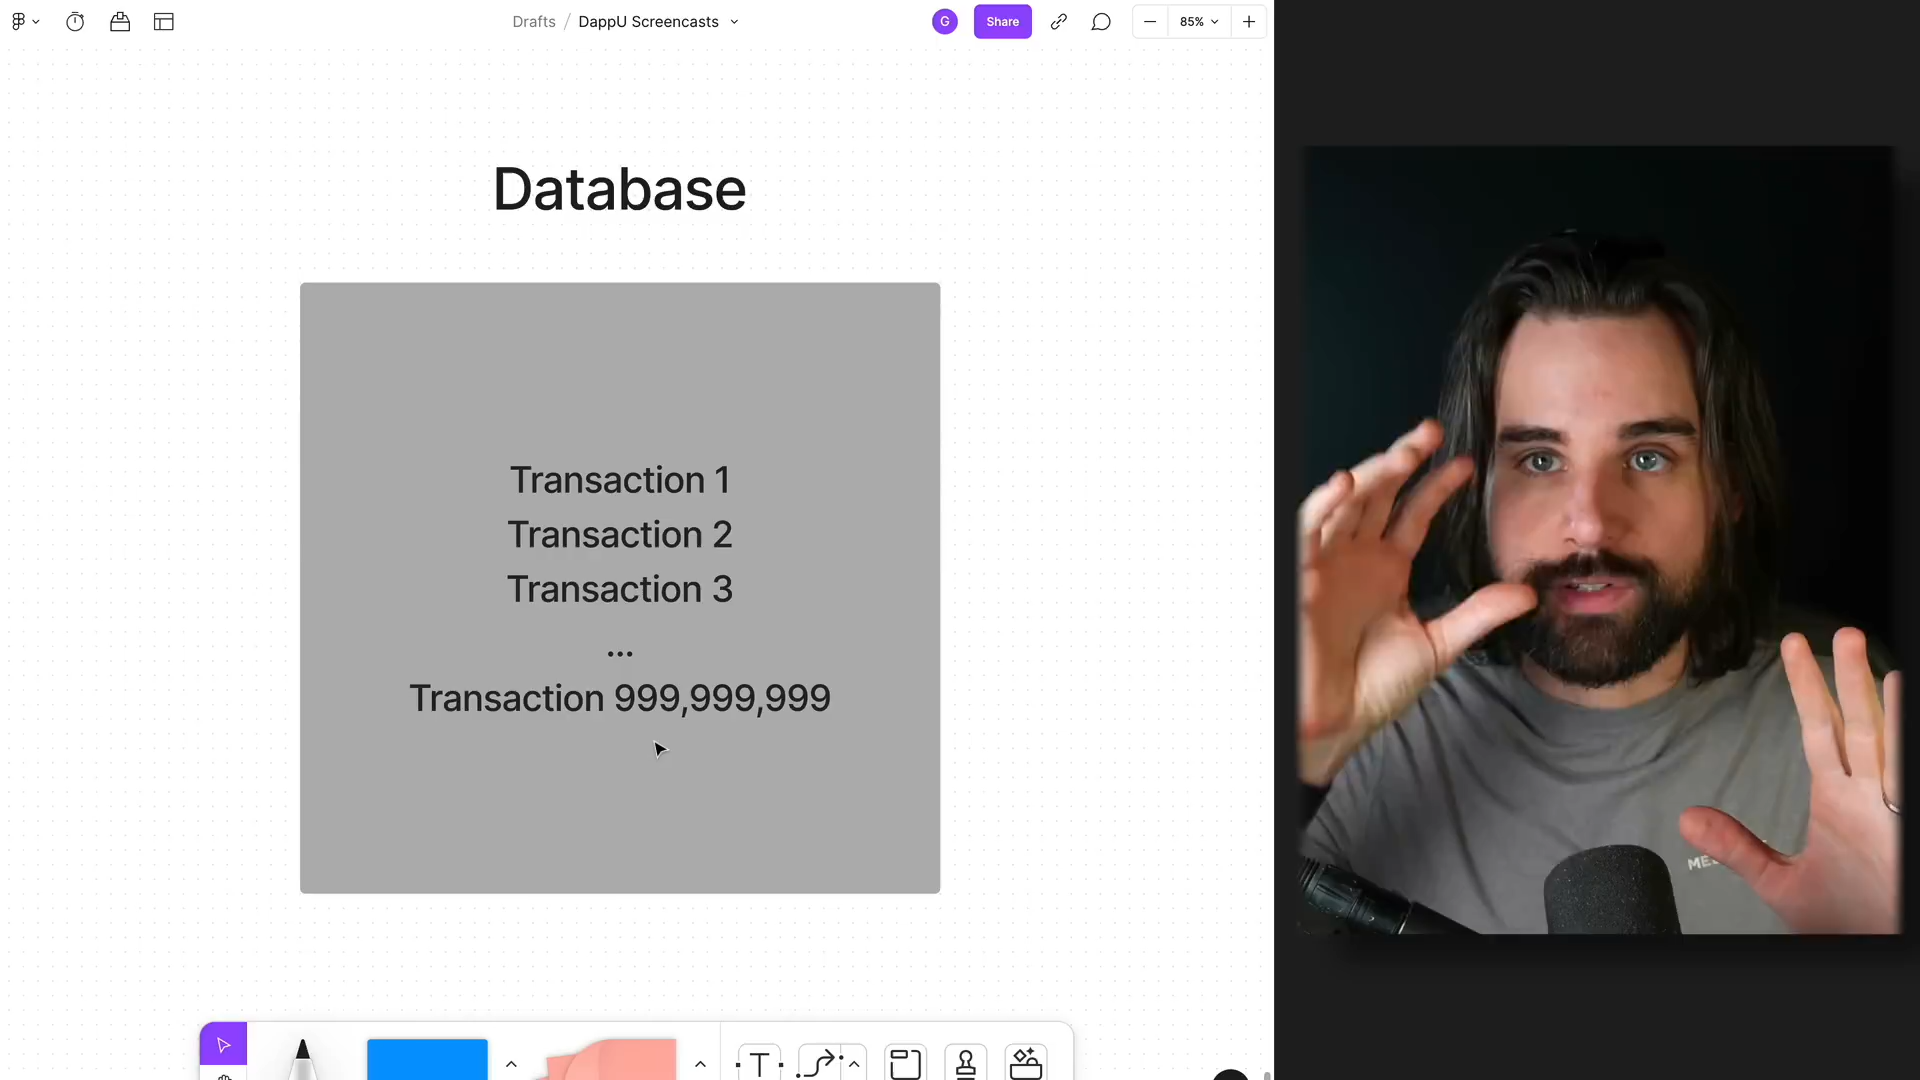 Drafts / DappU Screencasts
G
Share
85%
Database
Transaction 1
Transaction 2
Transaction 3
...
Transaction 999,999,999
T